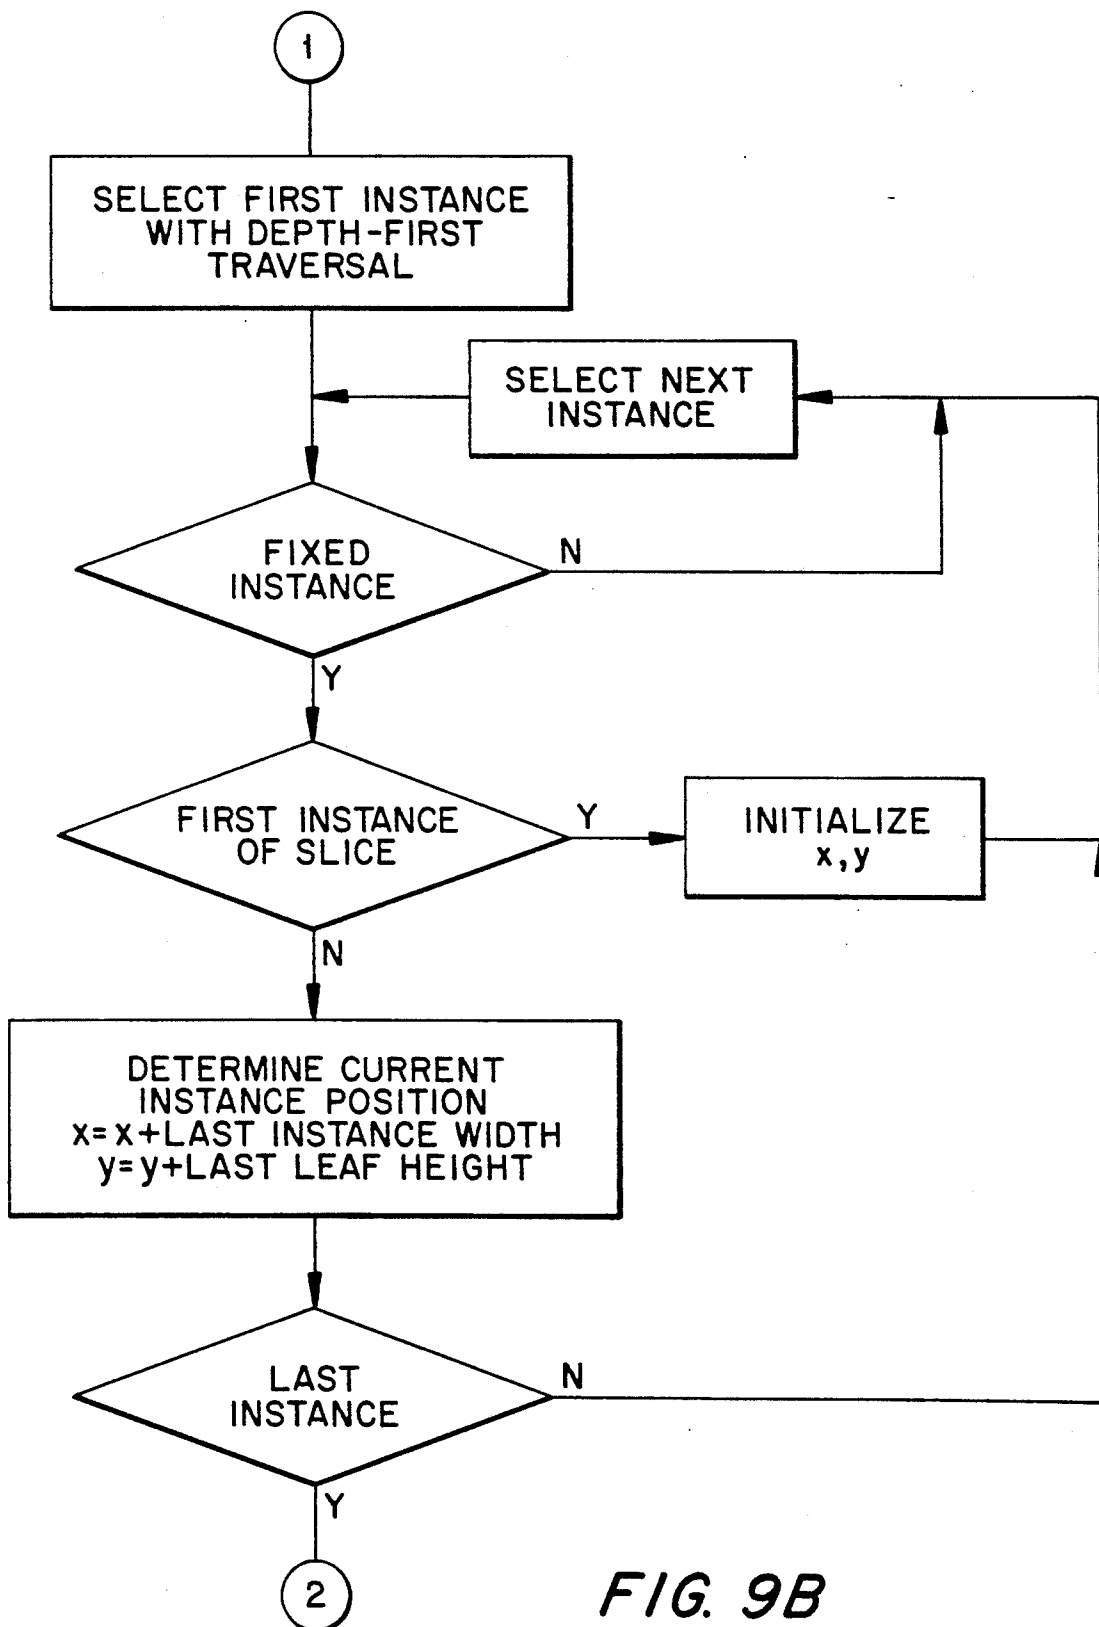 1
SELECT FIRST INSTANCE
WITH DEPTH-FIRST
TRAVERSAL
SELECT NEXT
INSTANCE
FIXED
INSTANCE
N
Y
FIRST INSTANCE
OF SLICE
Y
INITIALIZE
x,y
N
DETERMINE CURRENT
INSTANCE POSITION
x=x+LAST INSTANCE WIDTH
y=y+LAST LEAF HEIGHT
LAST
INSTANCE
N
Y
2
FIG. 9B